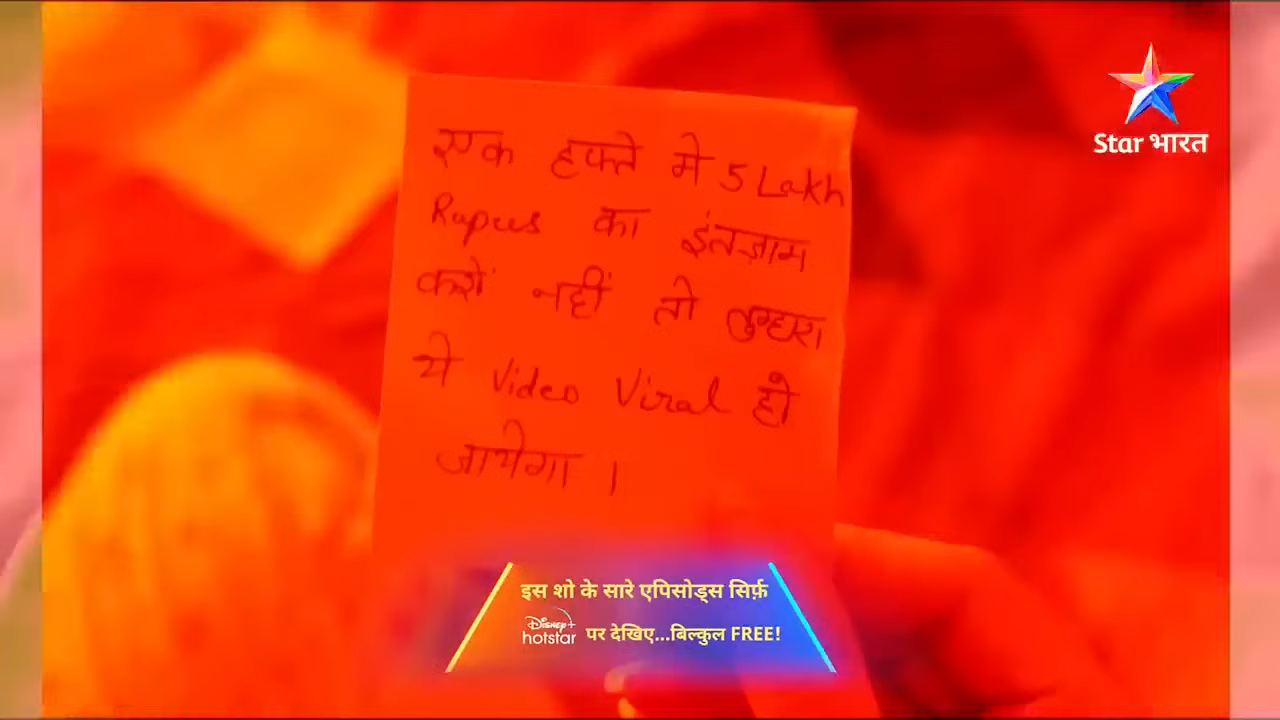 Star भारत
एक हफ्ते मे 5 Lakh
Rupees का इंतज़ाम
करों नहीं तो तुम्हारा
ये Video Viral हो
जायेगा ।
इस शो के सारे एपिसोड्स सिर्फ़
Disney+ hotstar पर देखिए...बिल्कुल FREE!